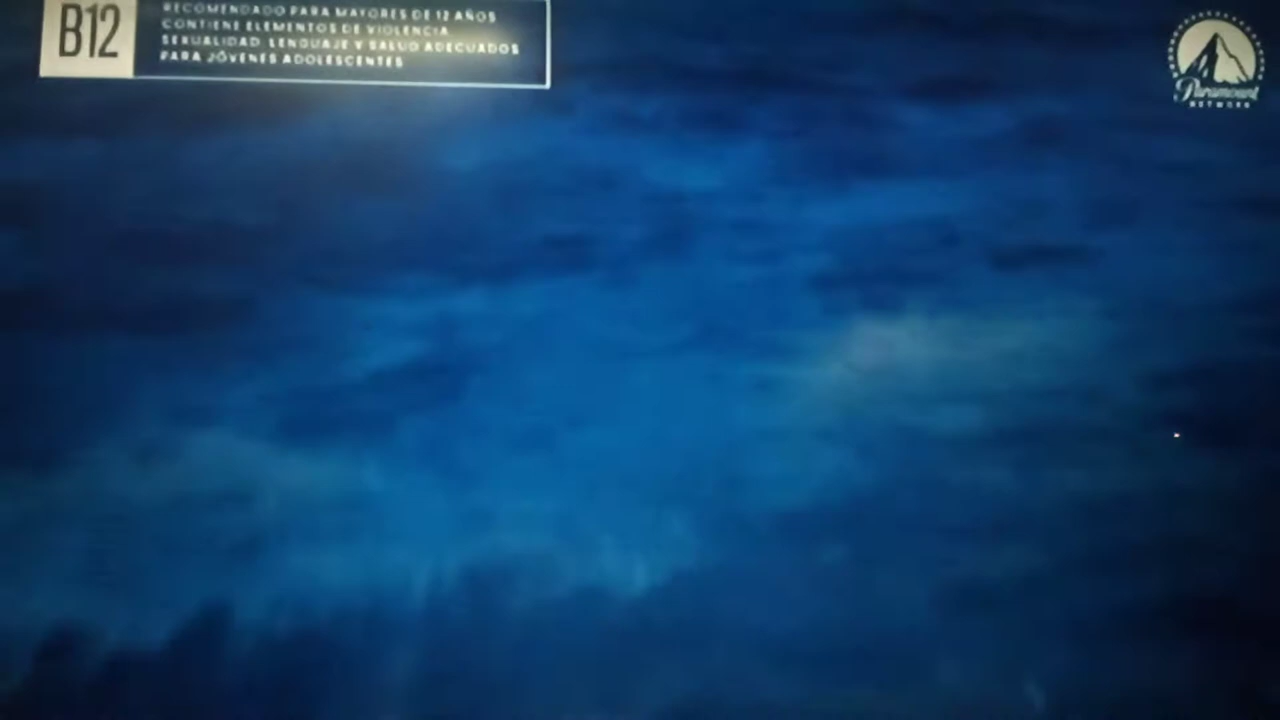 B12
RECOMENDADO PARA MAYORES DE 12 AÑOS
CONTIENE ELEMENTOS DE VIOLENCIA,
SEXUALIDAD, LENGUAJE Y SALUD ADECUADOS
PARA JÓVENES ADOLESCENTES
Paramount
NETWORK